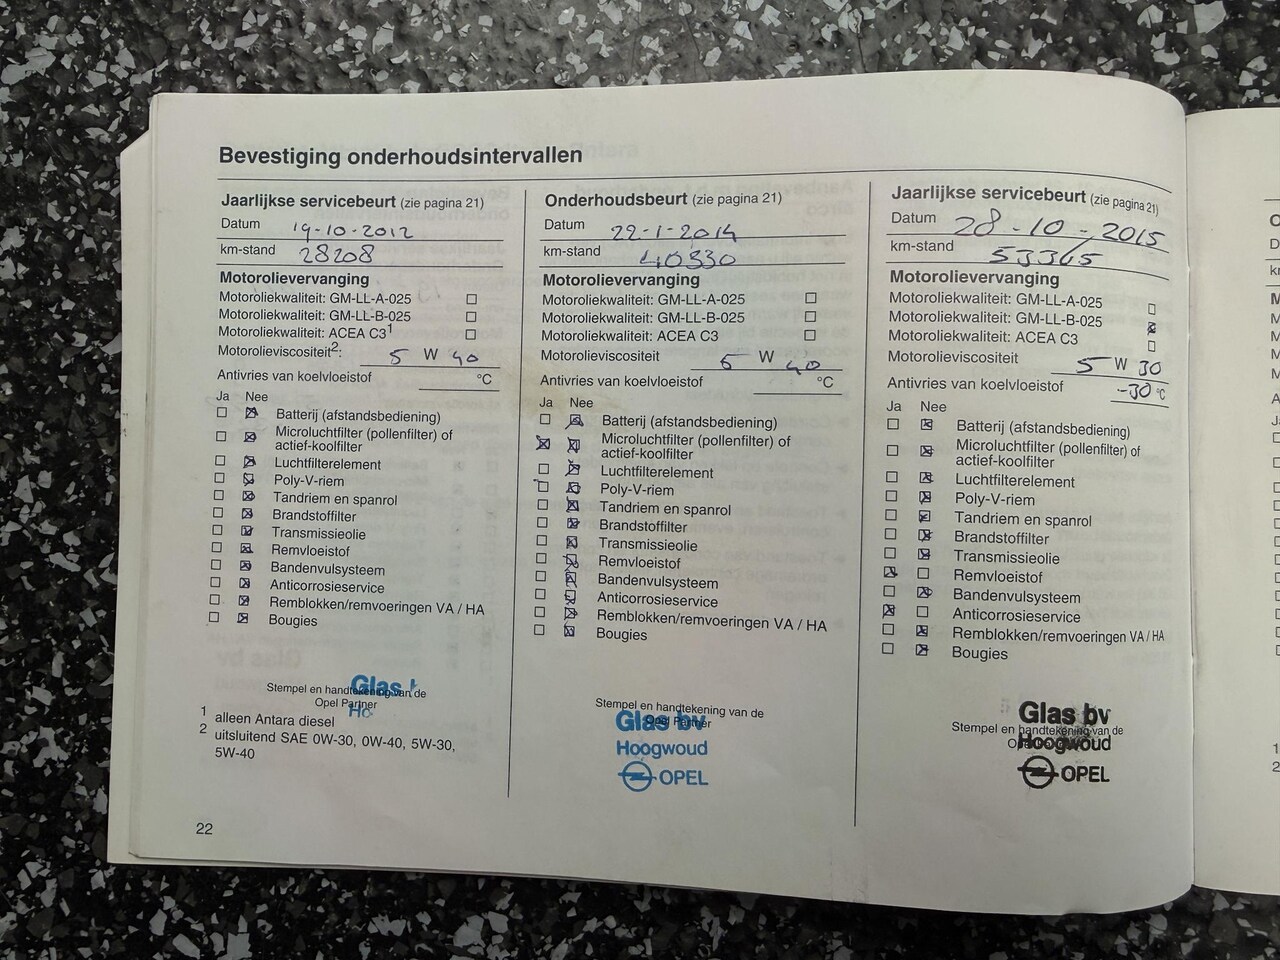 Bevestiging onderhoudsintervallen
Jaarlijkse servicebeurt (zie pagina 21)
Datum 19-10-2012
km-stand 28208
Motorolievervanging
Motoroliekwaliteit: GM-LL-A-025
Motoroliekwaliteit: GM-LL-B-025
Motoroliekwaliteit: ACEA C3¹
Motorolieviscositeit²: 5 W 40
Antivries van koelvloeistof °C
Ja Nee
Batterij (afstandsbediening)
Microluchtfilter (pollenfilter) of
actief-koolfilter
Luchtfilterelement
Poly-V-riem
Tandriem en spanrol
Brandstoffilter
Transmissieolie
Remvloeistof
Bandenvulsysteem
Anticorrosieservice
Remblokken/remvoeringen VA / HA
Bougies
Glas
Stempel en handtekening van de
Opel Partner
Ho
1 alleen Antara diesel
2 uitsluitend SAE 0W-30, 0W-40, 5W-30,
5W-40
22
Onderhoudsbeurt (zie pagina 21)
Datum 22-1-2014
km-stand 40330
Motorolievervanging
Motoroliekwaliteit: GM-LL-A-025
Motoroliekwaliteit: GM-LL-B-025
Motoroliekwaliteit: ACEA C3
Motorolieviscositeit 5 W 40
Antivries van koelvloeistof °C
Ja Nee
Batterij (afstandsbediening)
Microluchtfilter (pollenfilter) of
actief-koolfilter
Luchtfilterelement
Poly-V-riem
Tandriem en spanrol
Brandstoffilter
Transmissieolie
Remvloeistof
Bandenvulsysteem
Anticorrosieservice
Remblokken/remvoeringen VA / HA
Bougies
Stempel en handtekening van de
Opel Partner
Glas bv
Hoogwoud
OPEL
Jaarlijkse servicebeurt (zie pagina 21)
Datum 28-10-2015
km-stand 53345
Motorolievervanging
Motoroliekwaliteit: GM-LL-A-025
Motoroliekwaliteit: GM-LL-B-025
Motoroliekwaliteit: ACEA C3
Motorolieviscositeit 5 W 30
Antivries van koelvloeistof -30 °C
Ja Nee
Batterij (afstandsbediening)
Microluchtfilter (pollenfilter) of
actief-koolfilter
Luchtfilterelement
Poly-V-riem
Tandriem en spanrol
Brandstoffilter
Transmissieolie
Remvloeistof
Bandenvulsysteem
Anticorrosieservice
Remblokken/remvoeringen VA / HA
Bougies
Glas bv
Stempel en handtekening van de
Hoogwoud
OPEL